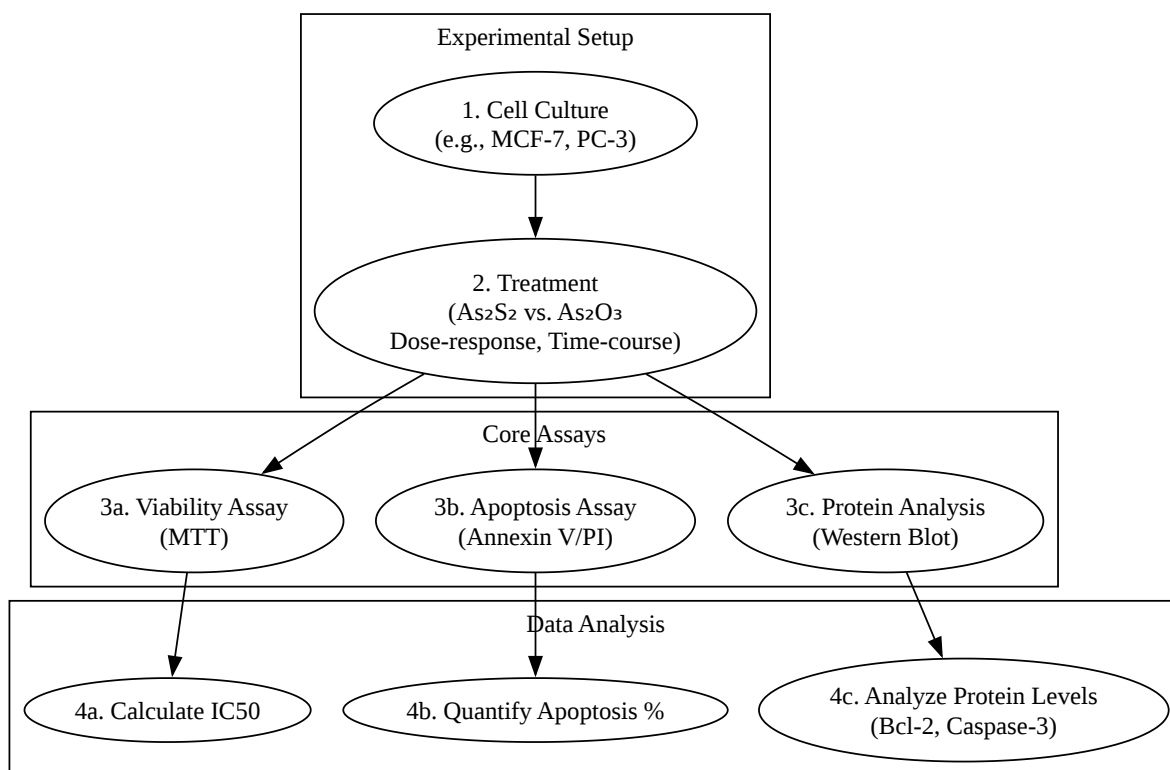 Experimental Setup
1. Cell Culture
(e.g., MCF-7, PC-3)
2. Treatment
(As₂S₂ vs. As₂O₃
Dose-response, Time-course)
Core Assays
3a. Viability Assay
(MTT)
3b. Apoptosis Assay
(Annexin V/PI)
3c. Protein Analysis
(Western Blot)
Data Analysis
4a. Calculate IC50
4b. Quantify Apoptosis %
4c. Analyze Protein Levels
(Bcl-2, Caspase-3)